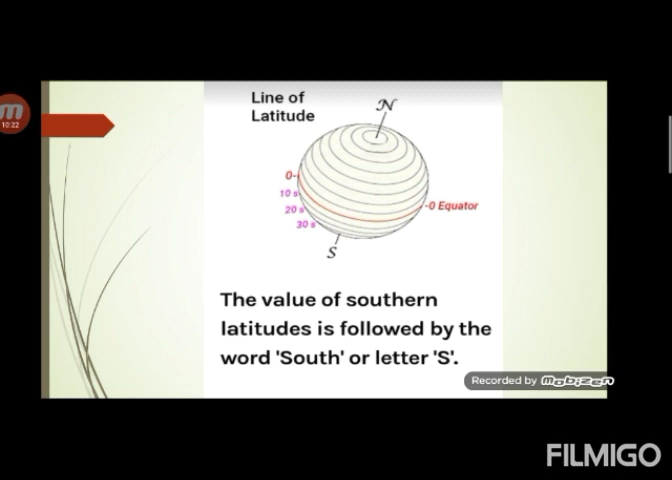 10:22
Line of
Latitude
N
0-
10 s
20 s
30 s
-0 Equator
S
The value of southern
latitudes is followed by the
word 'South' or letter 'S'.
Recorded by mobizen
FILMIGO